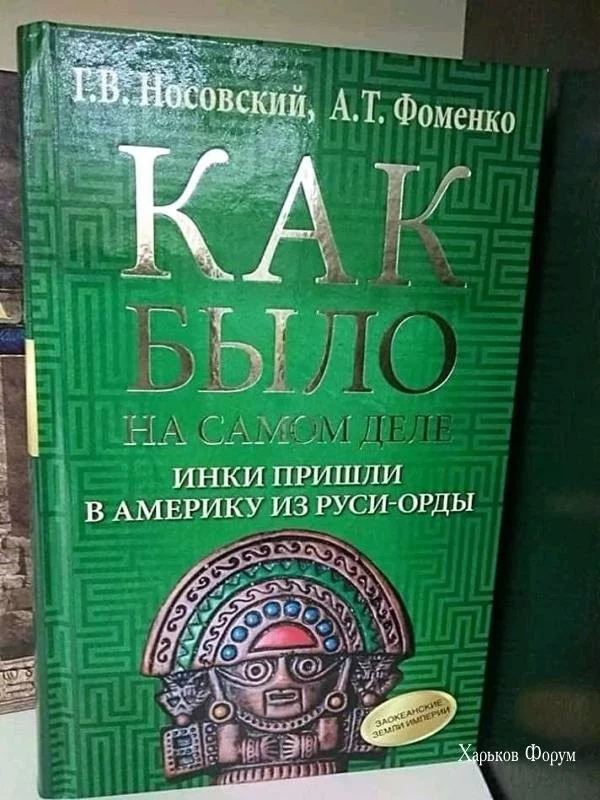 Г.В. Носовский, А.Т. Фоменко
КАК
БЫЛО
НА САМОМ ДЕЛЕ
ИНКИ ПРИШЛИ
В АМЕРИКУ ИЗ РУСИ-ОРДЫ
ЗАОКЕАНСКИЕ
ЗЕМЛИ ИМПЕРИИ
Харьков Форум